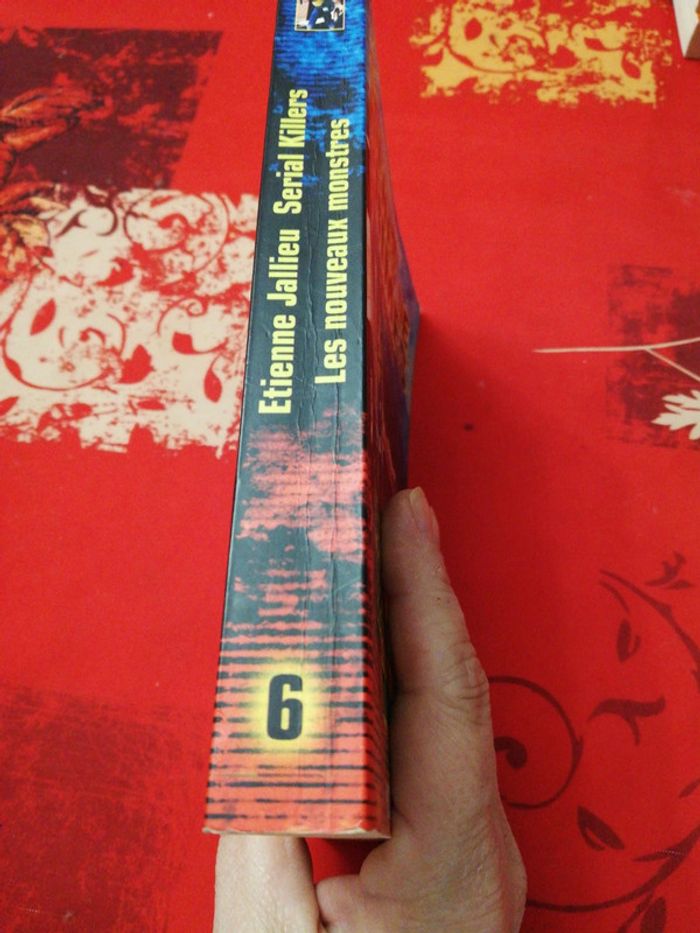 Etienne Jallieu Serial Killers
Les nouveaux monstres
6